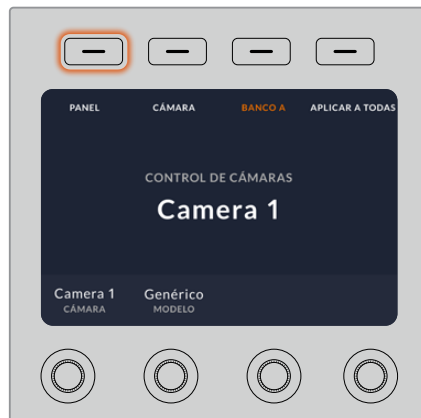 PANEL CÁMARA BANCO A APLICAR A TODAS
CONTROL DE CÁMARAS
Camera 1
Camera 1 Genérico
CÁMARA MODELO